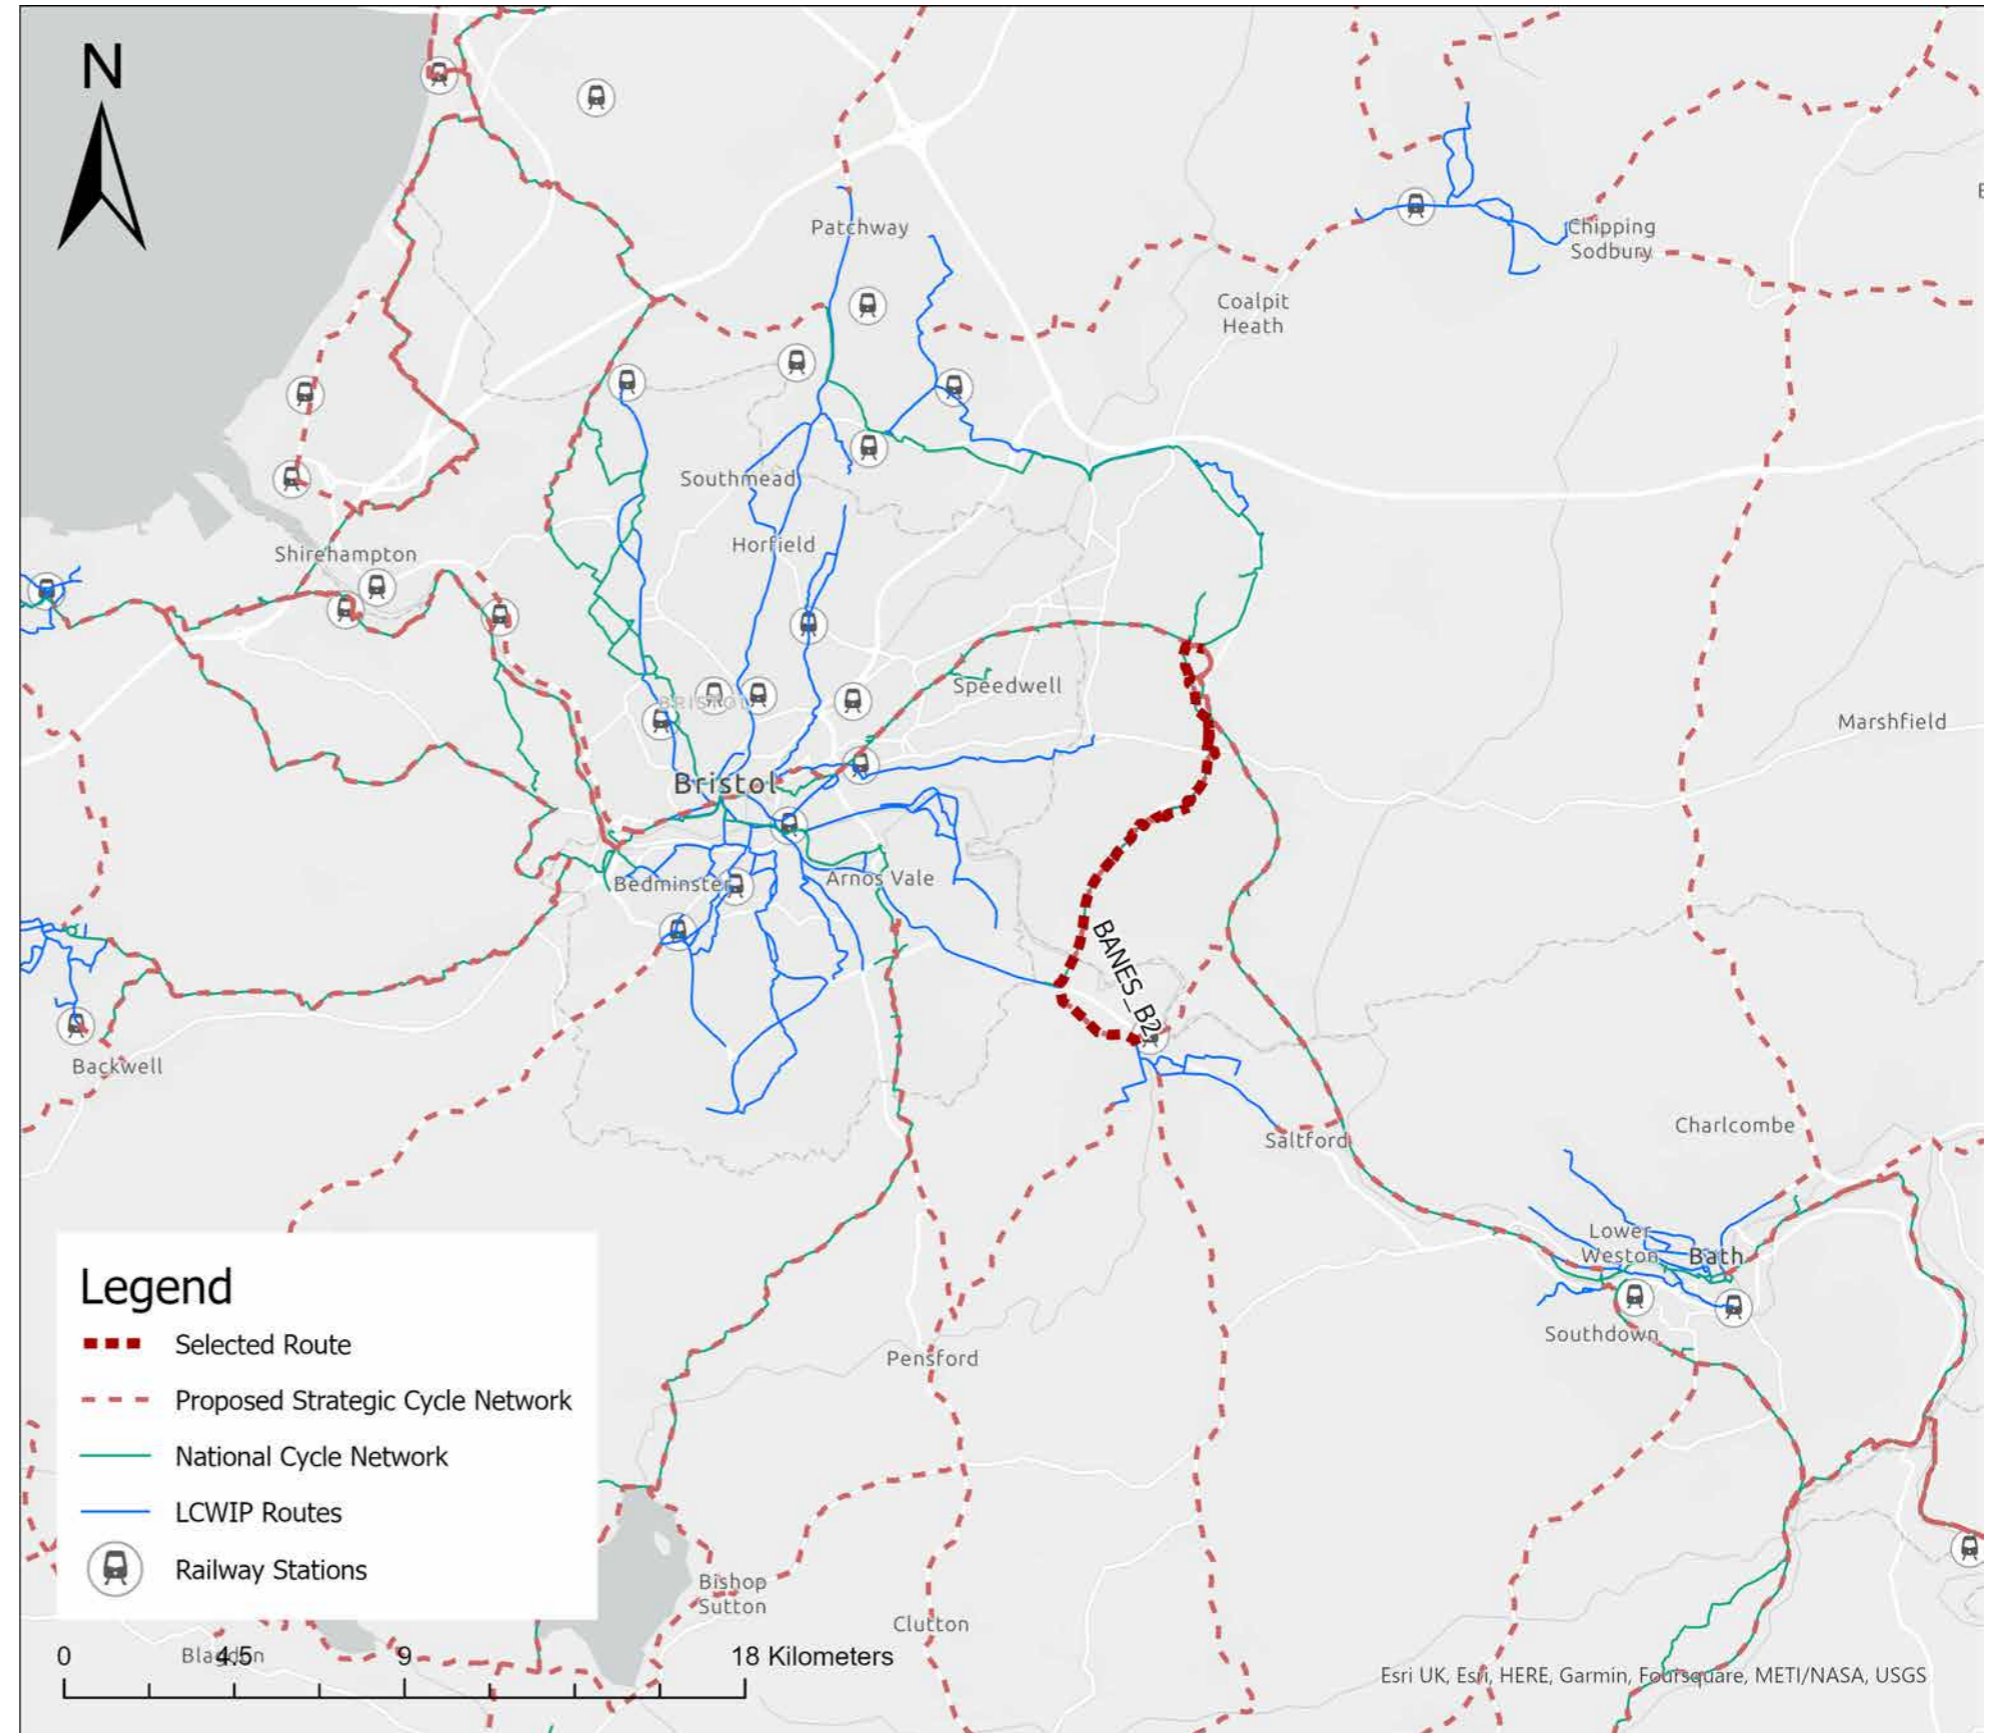 N
Patchway
Chipping
Sodbury
Coalpit
Heath
Southmead
Horfield
Shirehampton
Speedwell
BRISTOL
Marshfield
Bristol
Arnos Vale
Bedminster
BANES_B2
Backwell
Charlcombe
Saltford
Lower
Weston
Bath
Southdown
Pensford
Legend
Selected Route
Proposed Strategic Cycle Network
National Cycle Network
LCWIP Routes
Railway Stations
Bishop
Sutton
Clutton
Blagdon
0 4.5 9 18 Kilometers
Esri UK, Esri, HERE, Garmin, Foursquare, METI/NASA, USGS